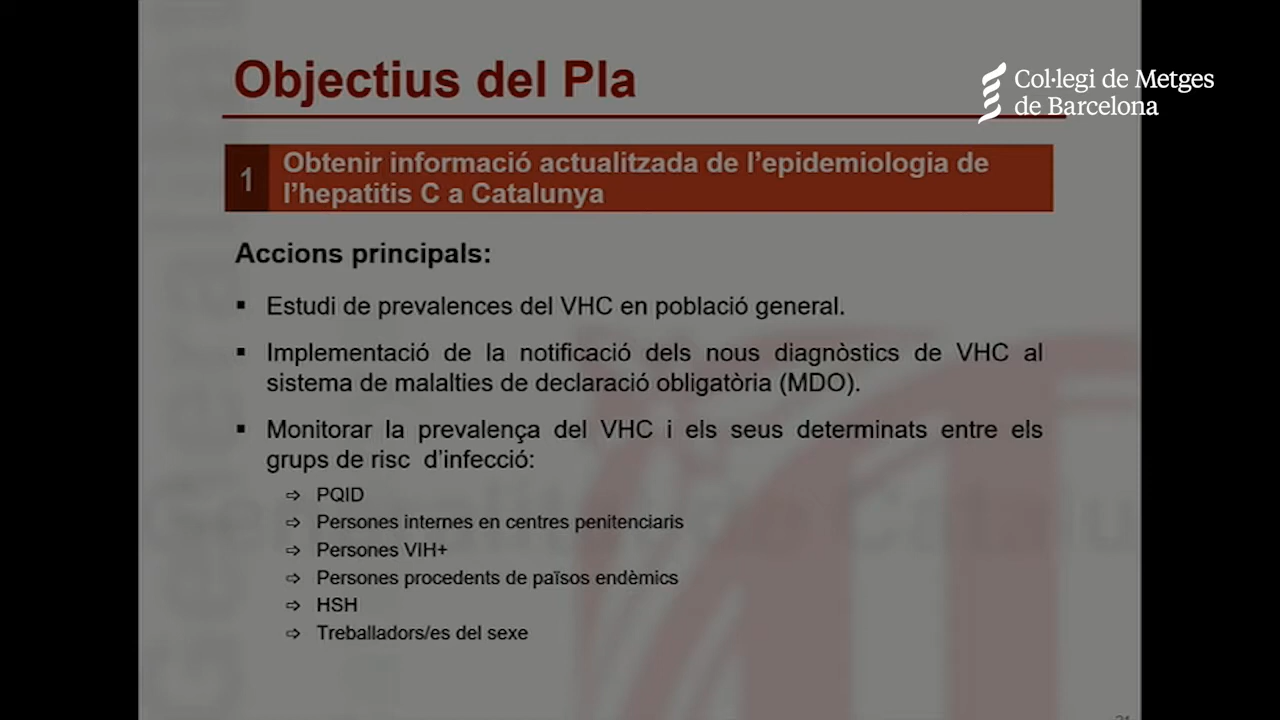 Objectius del Pla
Col·legi de Metges
de Barcelona
1
Obtenir informació actualitzada de l’epidemiologia de
l’hepatitis C a Catalunya
Accions principals:
▪ Estudi de prevalences del VHC en població general.
▪ Implementació de la notificació dels nous diagnòstics de VHC al
sistema de malalties de declaració obligatòria (MDO).
▪ Monitorar la prevalença del VHC i els seus determinats entre els
grups de risc d’infecció:
⇨ PQID
⇨ Persones internes en centres penitenciaris
⇨ Persones VIH+
⇨ Persones procedents de països endèmics
⇨ HSH
⇨ Treballadors/es del sexe